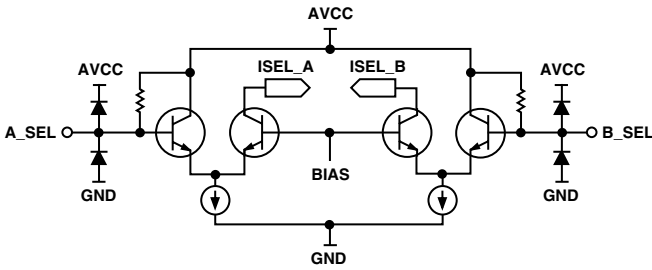 AVCC
AVCC
ISEL_A
ISEL_B
AVCC
A_SEL
B_SEL
BIAS
GND
GND
GND